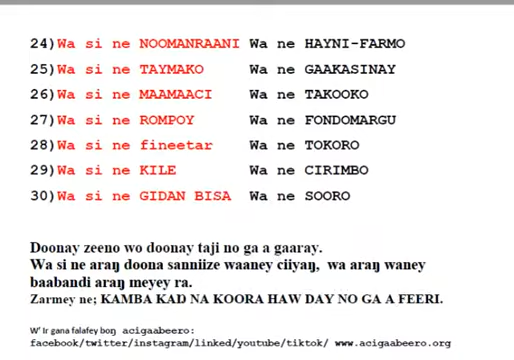 24)Wa si ne NOOMANRAANI Wa ne HAYNI-FARMO
25)Wa si ne TAYMAKO Wa ne GAAKASINAY
26)Wa si ne MAAMAACI Wa ne TAKOOKO
27)Wa si ne ROMPOY Wa ne FONDOMARGU
28)Wa si ne fineetar Wa ne TOKORO
29)Wa si ne KILE Wa ne CIRIMBO
30)Wa si ne GIDAN BISA Wa ne SOORO
Doonay zeeno wo doonay taji no ga a gaaray.
Wa si ne araŋ doona sanniize waaney ciiyaŋ, wa araŋ waney
baabandi araŋ meyey ra.
Zarmey ne; KAMBA KAD NA KOORA HAW DAY NO GA A FEERI.
W' Ir gana falafey boŋ acigaabeero:
facebook/twitter/instagram/linked/youtube/tiktok/ www.acigaabeero.org